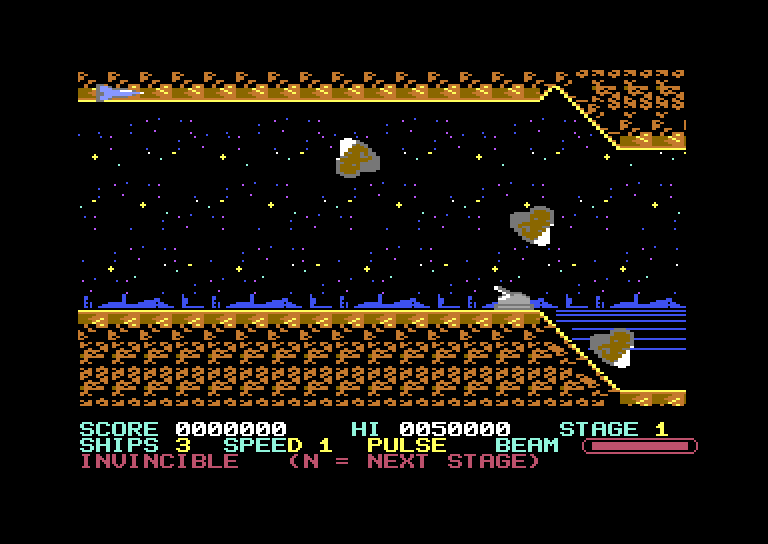 SCORE 0000000 HI 0050000 STAGE 1
SHIPS 3 SPEED 1 PULSE BEAM
INVINCIBLE (N = NEXT STAGE)